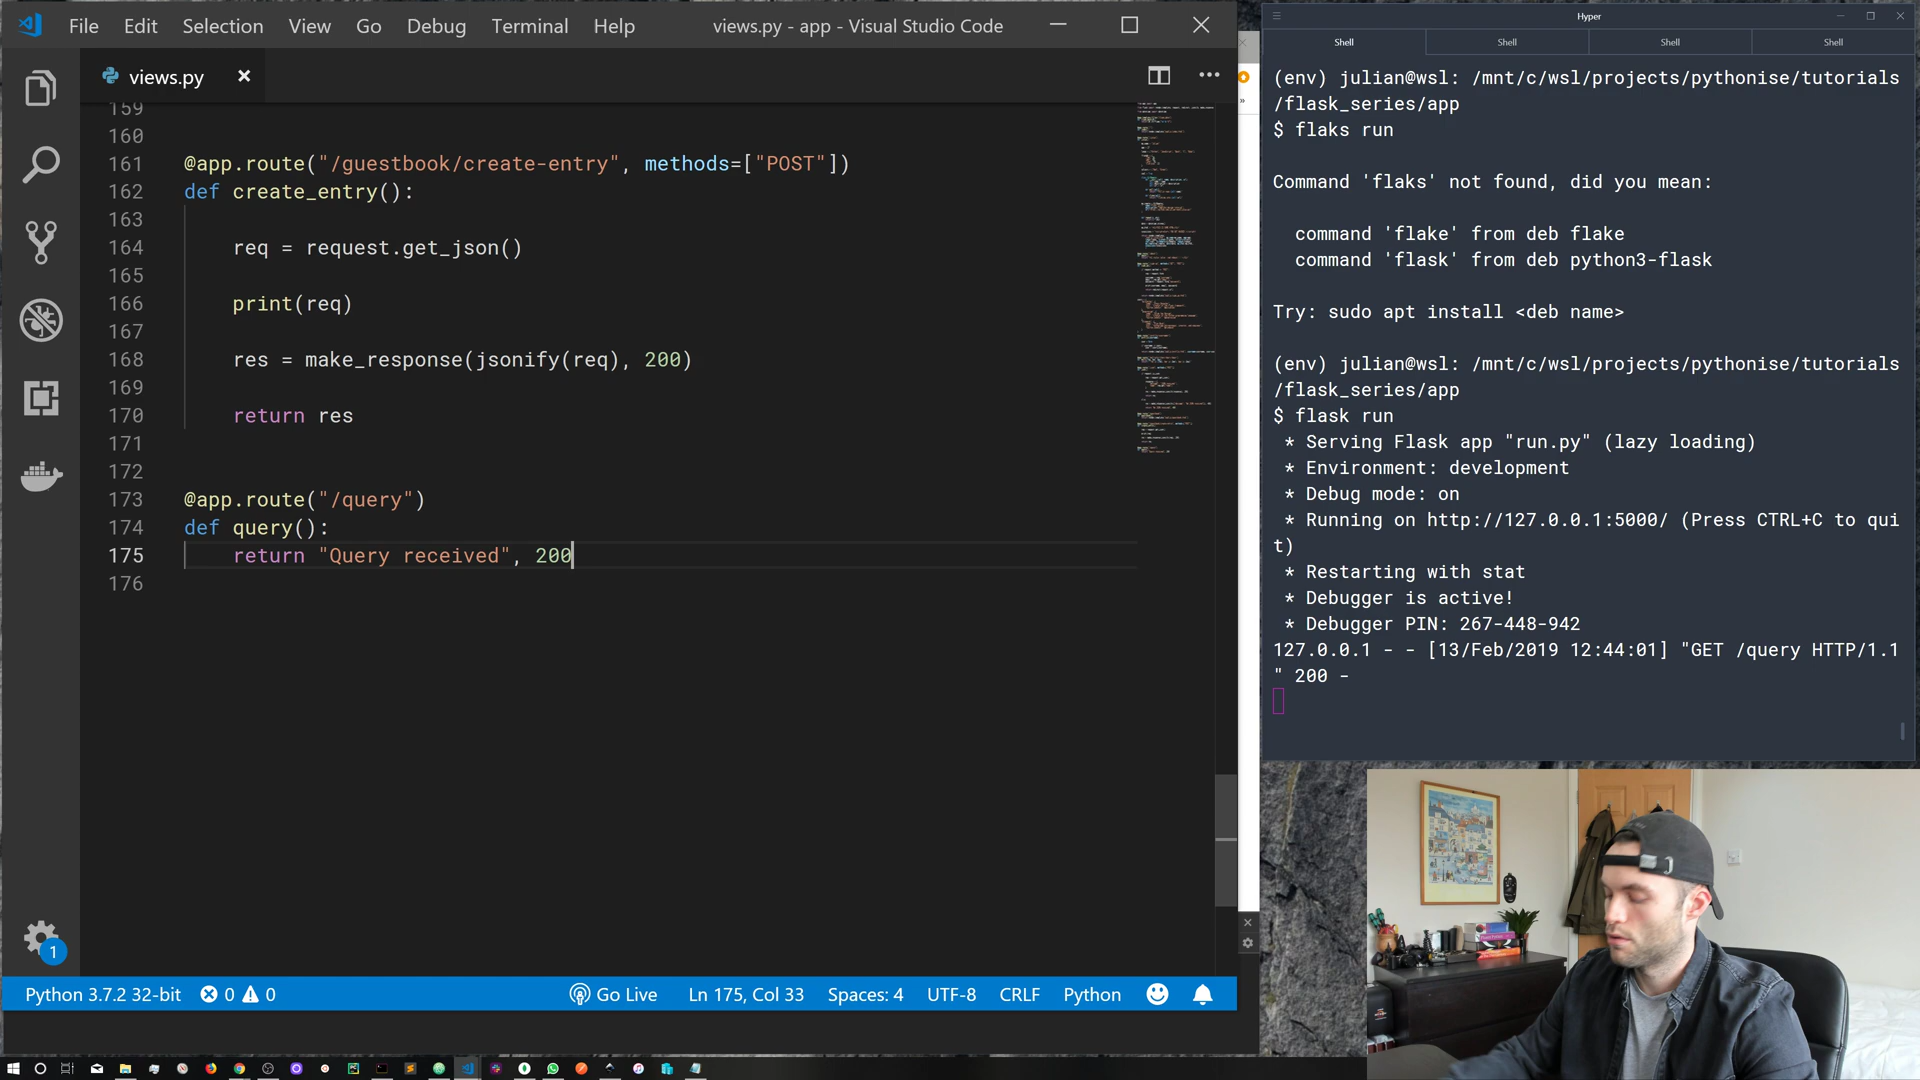 File Edit Selection View Go Debug Terminal Help
views.py - app - Visual Studio Code
views.py
159
160
161 @app.route("/guestbook/create-entry", methods=["POST"])
162 def create_entry():
163
164 req = request.get_json()
165
166 print(req)
167
168 res = make_response(jsonify(req), 200)
169
170 return res
171
172
173 @app.route("/query")
174 def query():
175 return "Query received", 200
176
1
Python 3.7.2 32-bit 0 0 Go Live Ln 175, Col 33 Spaces: 4 UTF-8 CRLF Python
Hyper
Shell Shell Shell Shell
(env) julian@wsl: /mnt/c/wsl/projects/pythonise/tutorials
/flask_series/app
$ flaks run
Command 'flaks' not found, did you mean:
command 'flake' from deb flake
command 'flask' from deb python3-flask
Try: sudo apt install <deb name>
(env) julian@wsl: /mnt/c/wsl/projects/pythonise/tutorials
/flask_series/app
$ flask run
* Serving Flask app "run.py" (lazy loading)
* Environment: development
* Debug mode: on
* Running on http://127.0.0.1:5000/ (Press CTRL+C to qui
t)
* Restarting with stat
* Debugger is active!
* Debugger PIN: 267-448-942
127.0.0.1 - - [13/Feb/2019 12:44:01] "GET /query HTTP/1.1
" 200 -